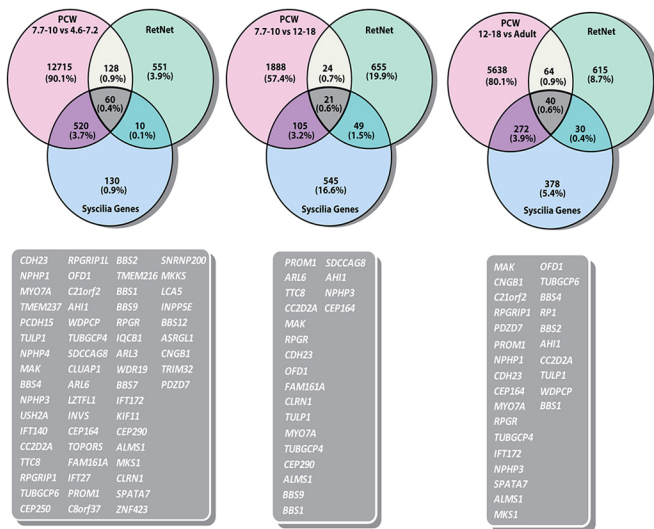 PCW
7.7-10 vs 4.6-7.2
RetNet
12715
(90.1%)
128
(0.9%)
551
(3.9%)
60
(0.4%)
520
(3.7%)
10
(0.1%)
130
(0.9%)
Syscilia Genes
PCW
7.7-10 vs 12-18
RetNet
1888
(57.4%)
24
(0.7%)
655
(19.9%)
21
(0.6%)
105
(3.2%)
49
(1.5%)
545
(16.6%)
Syscilia Genes
PCW
12-18 vs Adult
RetNet
5638
(80.1%)
64
(0.9%)
615
(8.7%)
40
(0.6%)
272
(3.9%)
30
(0.4%)
378
(5.4%)
Syscilia Genes
CDH23 RPGRIP1L BBS2 SNRNP200
NPHP1 OFD1 TMEM216 MKKS
MYO7A C21orf2 BBS1 LCA5
TMEM237 AHI1 BBS9 INPP5E
PCDH15 WDPCP RPGR BBS12
TULP1 TUBGCP4 IQCB1 ASRGL1
NPHP4 SDCCAG8 ARL3 CNGB1
MAK CLUAP1 WDR19 TRIM32
BBS4 ARL6 BBS7 PDZD7
NPHP3 LZTFL1 IFT172
USH2A INVS KIF11
IFT140 CEP164 CEP290
CC2D2A TOPORS ALMS1
TTC8 FAM161A MKS1
RPGRIP1 IFT27 CLRN1
TUBGCP6 PROM1 SPATA7
CEP250 C8orf37 ZNF423
PROM1 SDCCAG8
ARL6 AHI1
TTC8 NPHP3
CC2D2A CEP164
MAK
RPGR
CDH23
OFD1
FAM161A
CLRN1
TULP1
MYO7A
TUBGCP4
CEP290
ALMS1
BBS9
BBS1
MAK OFD1
CNGB1 TUBGCP6
C21orf2 BBS4
RPGRIP1 RP1
PDZD7 BBS2
PROM1 AHI1
NPHP1 CC2D2A
CDH23 TULP1
CEP164 WDPCP
MYO7A BBS1
RPGR
TUBGCP4
IFT172
NPHP3
SPATA7
ALMS1
MKS1